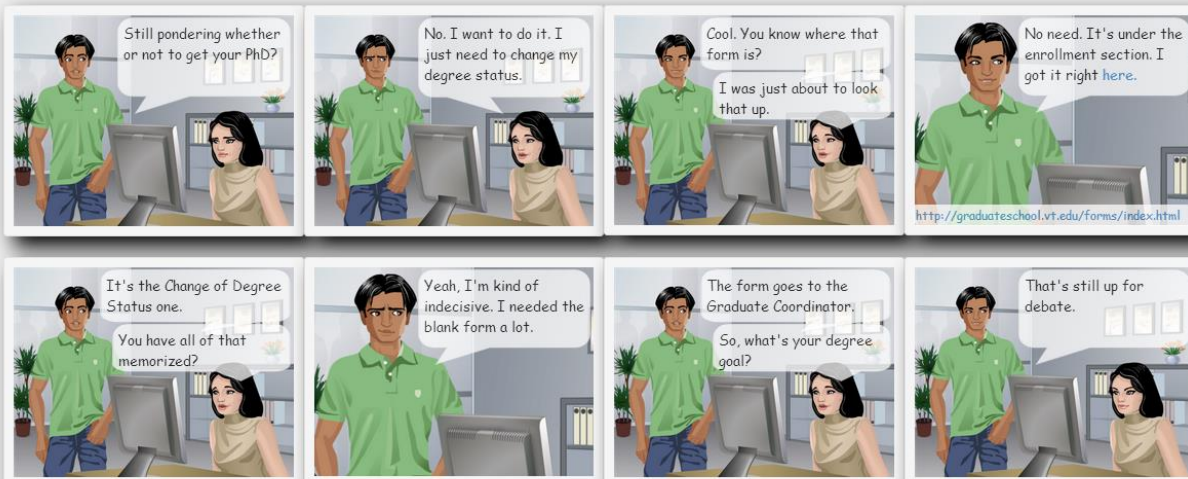 Still pondering whether
or not to get your PhD?
No. I want to do it. I
just need to change my
degree status.
Cool. You know where that
form is?
I was just about to look
that up.
No need. It's under the
enrollment section. I
got it right here.
http://graduateschool.vt.edu/forms/index.html
It's the Change of Degree
Status one.
You have all of that
memorized?
Yeah, I'm kind of
indecisive. I needed the
blank form a lot.
The form goes to the
Graduate Coordinator.
So, what's your degree
goal?
That's still up for
debate.